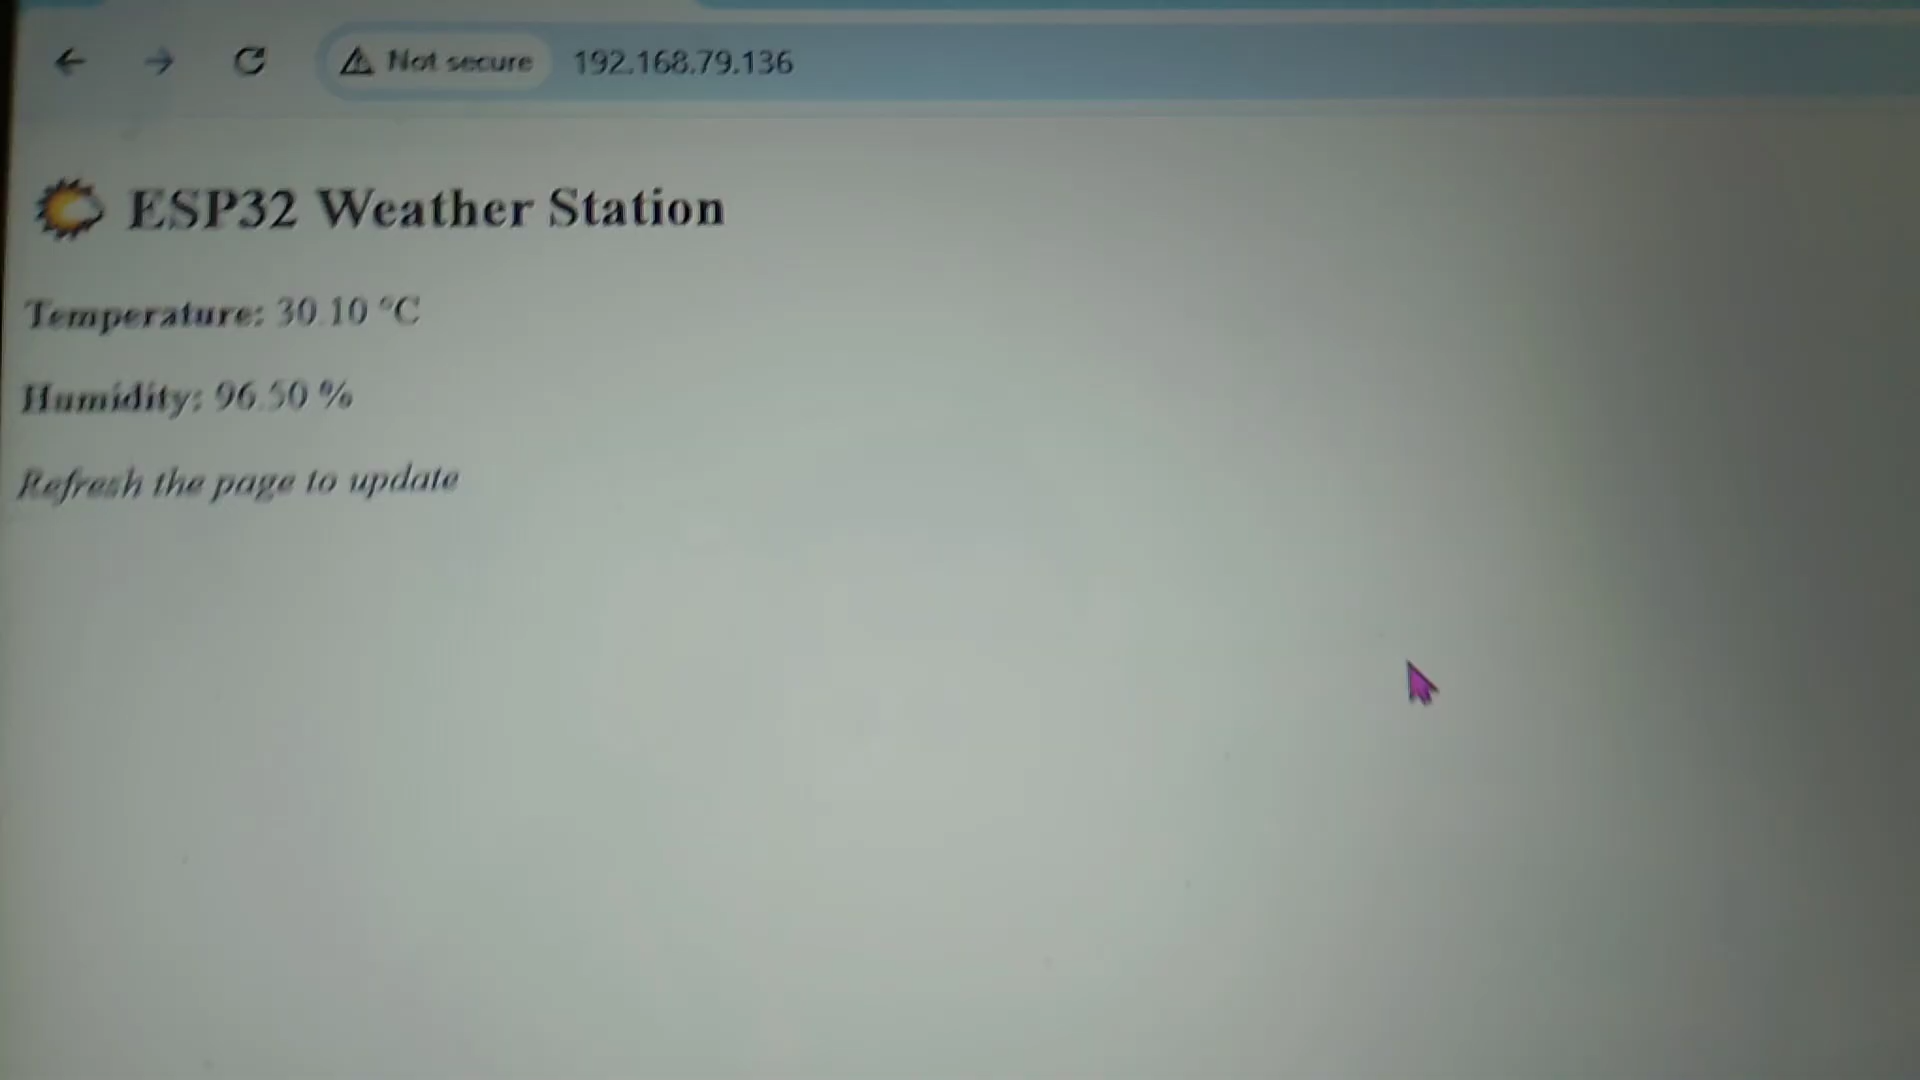 Not secure 192.168.79.136
ESP32 Weather Station
Temperature: 30.10 °C
Humidity: 96.50 %
Refresh the page to update